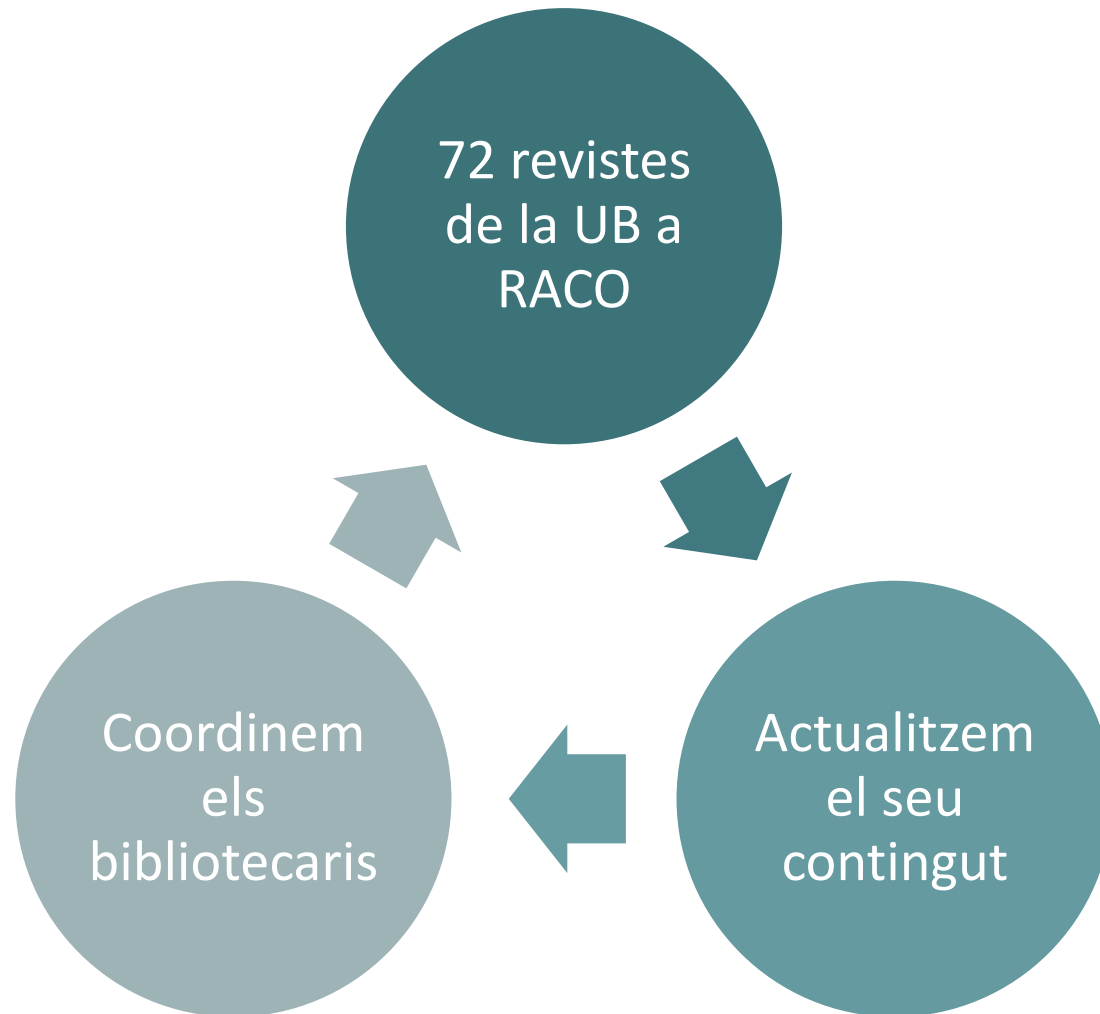 72 revistes
de la UB a
RACO
Actualitzem
el seu
contingut
Coordinem
els
bibliotecaris